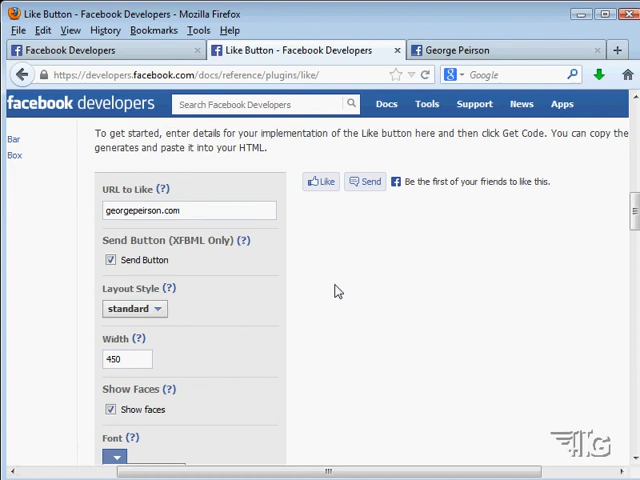 Like Button - Facebook Developers - Mozilla Firefox
File Edit View History Bookmarks Tools Help
Facebook Developers
Like Button - Facebook Developers
George Peirson
https://developers.facebook.com/docs/reference/plugins/like/
Google
facebook developers
Search Facebook Developers
Docs Tools Support News Apps
Bar
Box
To get started, enter details for your implementation of the Like button here and then click Get Code. You can copy the
generates and paste it into your HTML.
URL to Like (?)
georgepeirson.com
Like Send Be the first of your friends to like this.
Send Button (XFBML Only) (?)
Send Button
Layout Style (?)
standard
Width (?)
450
Show Faces (?)
Show faces
Font (?)